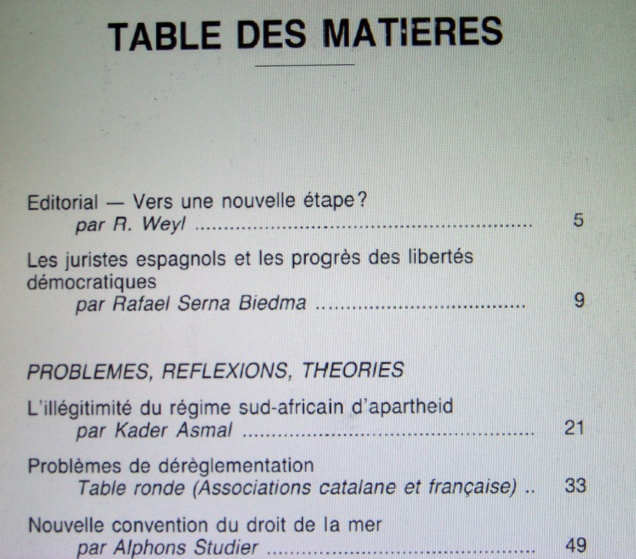 TABLE DES MATIERES
Editorial — Vers une nouvelle étape?
par R. Weyl ........................................................ 5
Les juristes espagnols et les progrès des libertés
démocratiques
par Rafael Serna Biedma .................................... 9
PROBLEMES, REFLEXIONS, THEORIES
L'illégitimité du régime sud-africain d'apartheid
par Kader Asmal .................................................. 21
Problèmes de dérèglementation
Table ronde (Associations catalane et française) .. 33
Nouvelle convention du droit de la mer
par Alphons Studier .............................................. 49